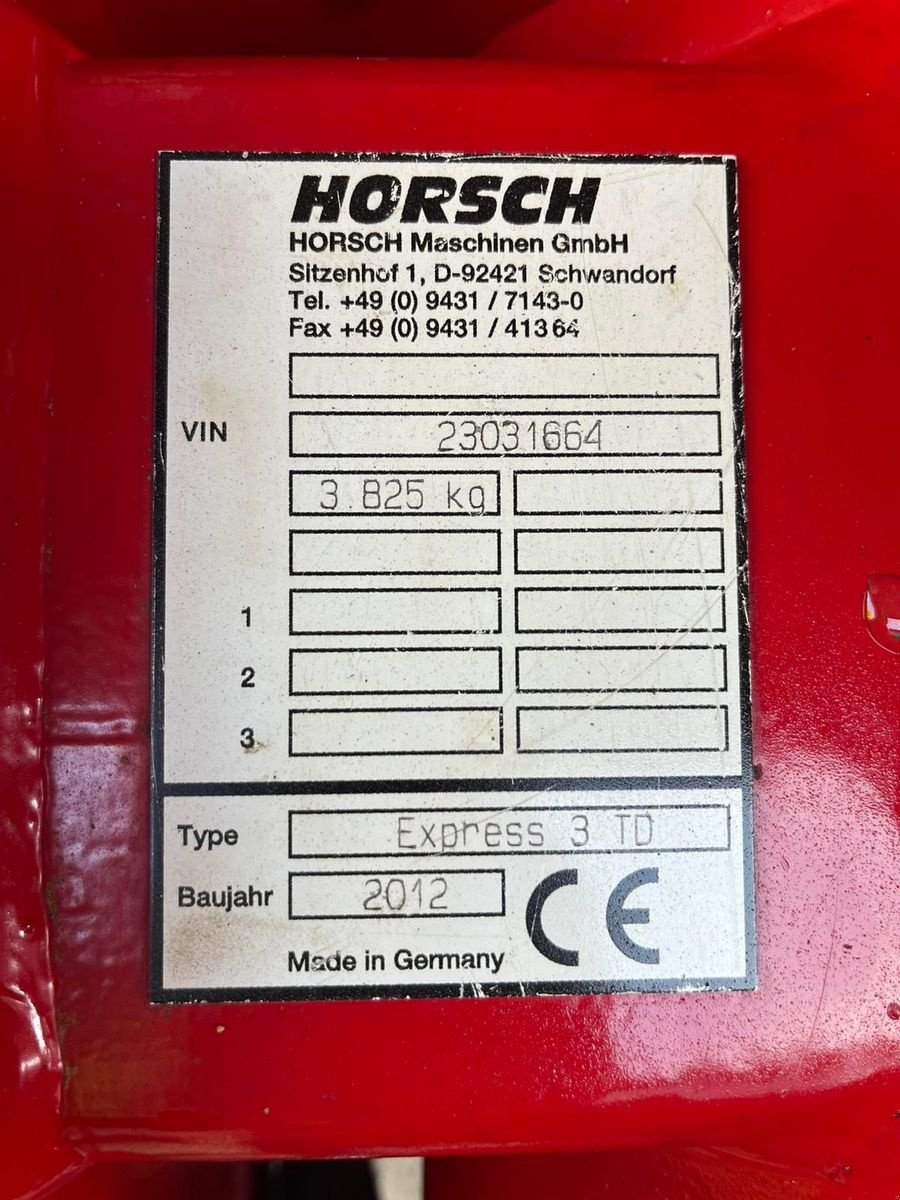 HORSCH
HORSCH Maschinen GmbH
Sitzenhof 1, D-92421 Schwandorf
Tel. +49 (0) 9431 / 7143-0
Fax +49 (0) 9431 / 413 64
VIN 23031664
3.825 kg
1
2
3
Type Express 3 TD
Baujahr 2012
CE
Made in Germany